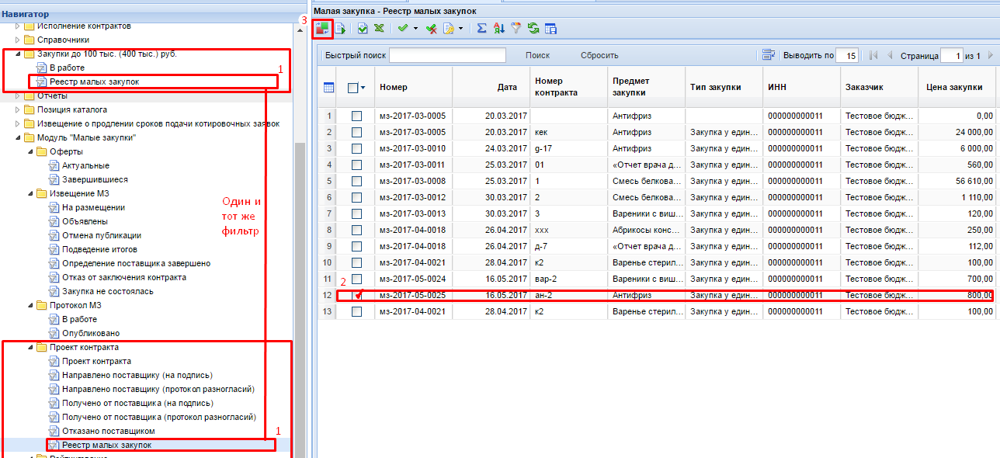 Навигатор
Исполнение контрактов
Справочники
Закупки до 100 тыс. (400 тыс.) руб.
В работе
1
Реестр малых закупок
Отчеты
Позиция каталога
Извещение о продлении сроков подачи котировочных заявок
Модуль "Малые закупки"
Оферты
Актуальные
Завершившиеся
Извещение МЗ
На размещении
Объявлены
Отмена публикации
Подведение итогов
Определение поставщика завершено
Отказ от заключения контракта
Закупка не состоялась
Один и
тот же
фильтр
Протокол МЗ
В работе
Опубликовано
Проект контракта
Проект контракта
Направлено поставщику (на подпись)
Направлено поставщику (протокол разногласий)
Получено от поставщика (на подпись)
Получено от поставщика (протокол разногласий)
Отказано поставщиком
1
Реестр малых закупок
3
Малая закупка - Реестр малых закупок
Быстрый поиск Поиск Сбросить Выводить по 15 Страница 1 из 1
Номер Дата Номер контракта Предмет закупки Тип закупки ИНН Заказчик Цена закупки
1 мз-2017-03-0005 20.03.2017 Антифриз 000000000011 Тестовое бюдж... 0,00
2 мз-2017-03-0005 20.03.2017 кек Антифриз Закупка у един... 000000000011 Тестовое бюдж... 24 000,00
3 мз-2017-03-0010 24.03.2017 g-17 Антифриз Закупка у един... 000000000011 Тестовое бюдж... 6 000,00
4 мз-2017-03-0011 25.03.2017 01 «Отчет врача д... Закупка у един... 000000000011 Тестовое бюдж... 560,00
5 мз-2017-03-0008 25.03.2017 1 Смесь белкова... Закупка у един... 000000000011 Тестовое бюдж... 56 610,00
6 мз-2017-03-0012 30.03.2017 2 Смесь белкова... Закупка у един... 000000000011 Тестовое бюдж... 1 110,00
7 мз-2017-03-0013 30.03.2017 3 Вареники с виш... Закупка у един... 000000000011 Тестовое бюдж... 120,00
8 мз-2017-04-0018 26.04.2017 ххх Абрикосы конс... Закупка у един... 000000000011 Тестовое бюдж... 250,00
9 мз-2017-04-0018 26.04.2017 д-7 «Отчет врача д... Закупка у един... 000000000011 Тестовое бюдж... 112,00
10 мз-2017-04-0021 28.04.2017 к2 Варенье стерил... Закупка у един... 000000000011 Тестовое бюдж... 100,00
11 мз-2017-05-0024 16.05.2017 вар-2 Вареники с виш... Закупка у един... 000000000011 Тестовое бюдж... 700,00
2
12 мз-2017-05-0025 16.05.2017 ан-2 Антифриз Закупка у един... 000000000011 Тестовое бюдж... 800,00
13 мз-2017-04-0021 28.04.2017 к2 Варенье стерил... Закупка у един... 000000000011 Тестовое бюдж... 100,00